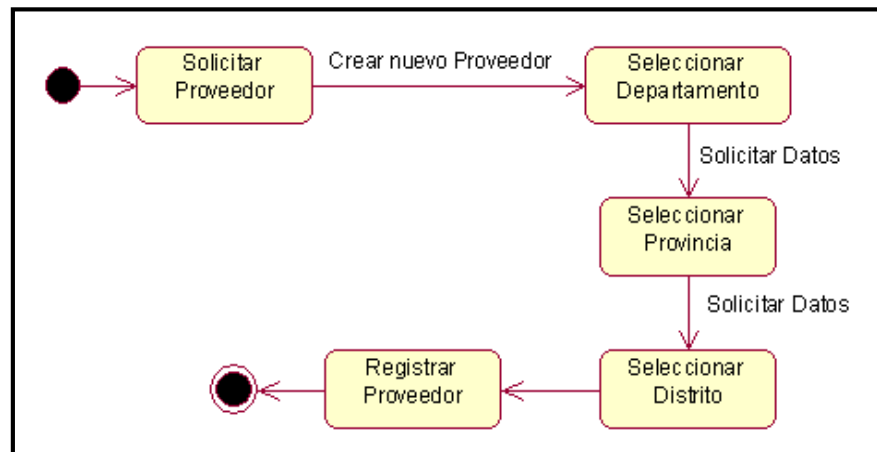 Solicitar
Proveedor
Crear nuevo Proveedor
Seleccionar
Departamento
Solicitar Datos
Seleccionar
Provincia
Solicitar Datos
Seleccionar
Distrito
Registrar
Proveedor